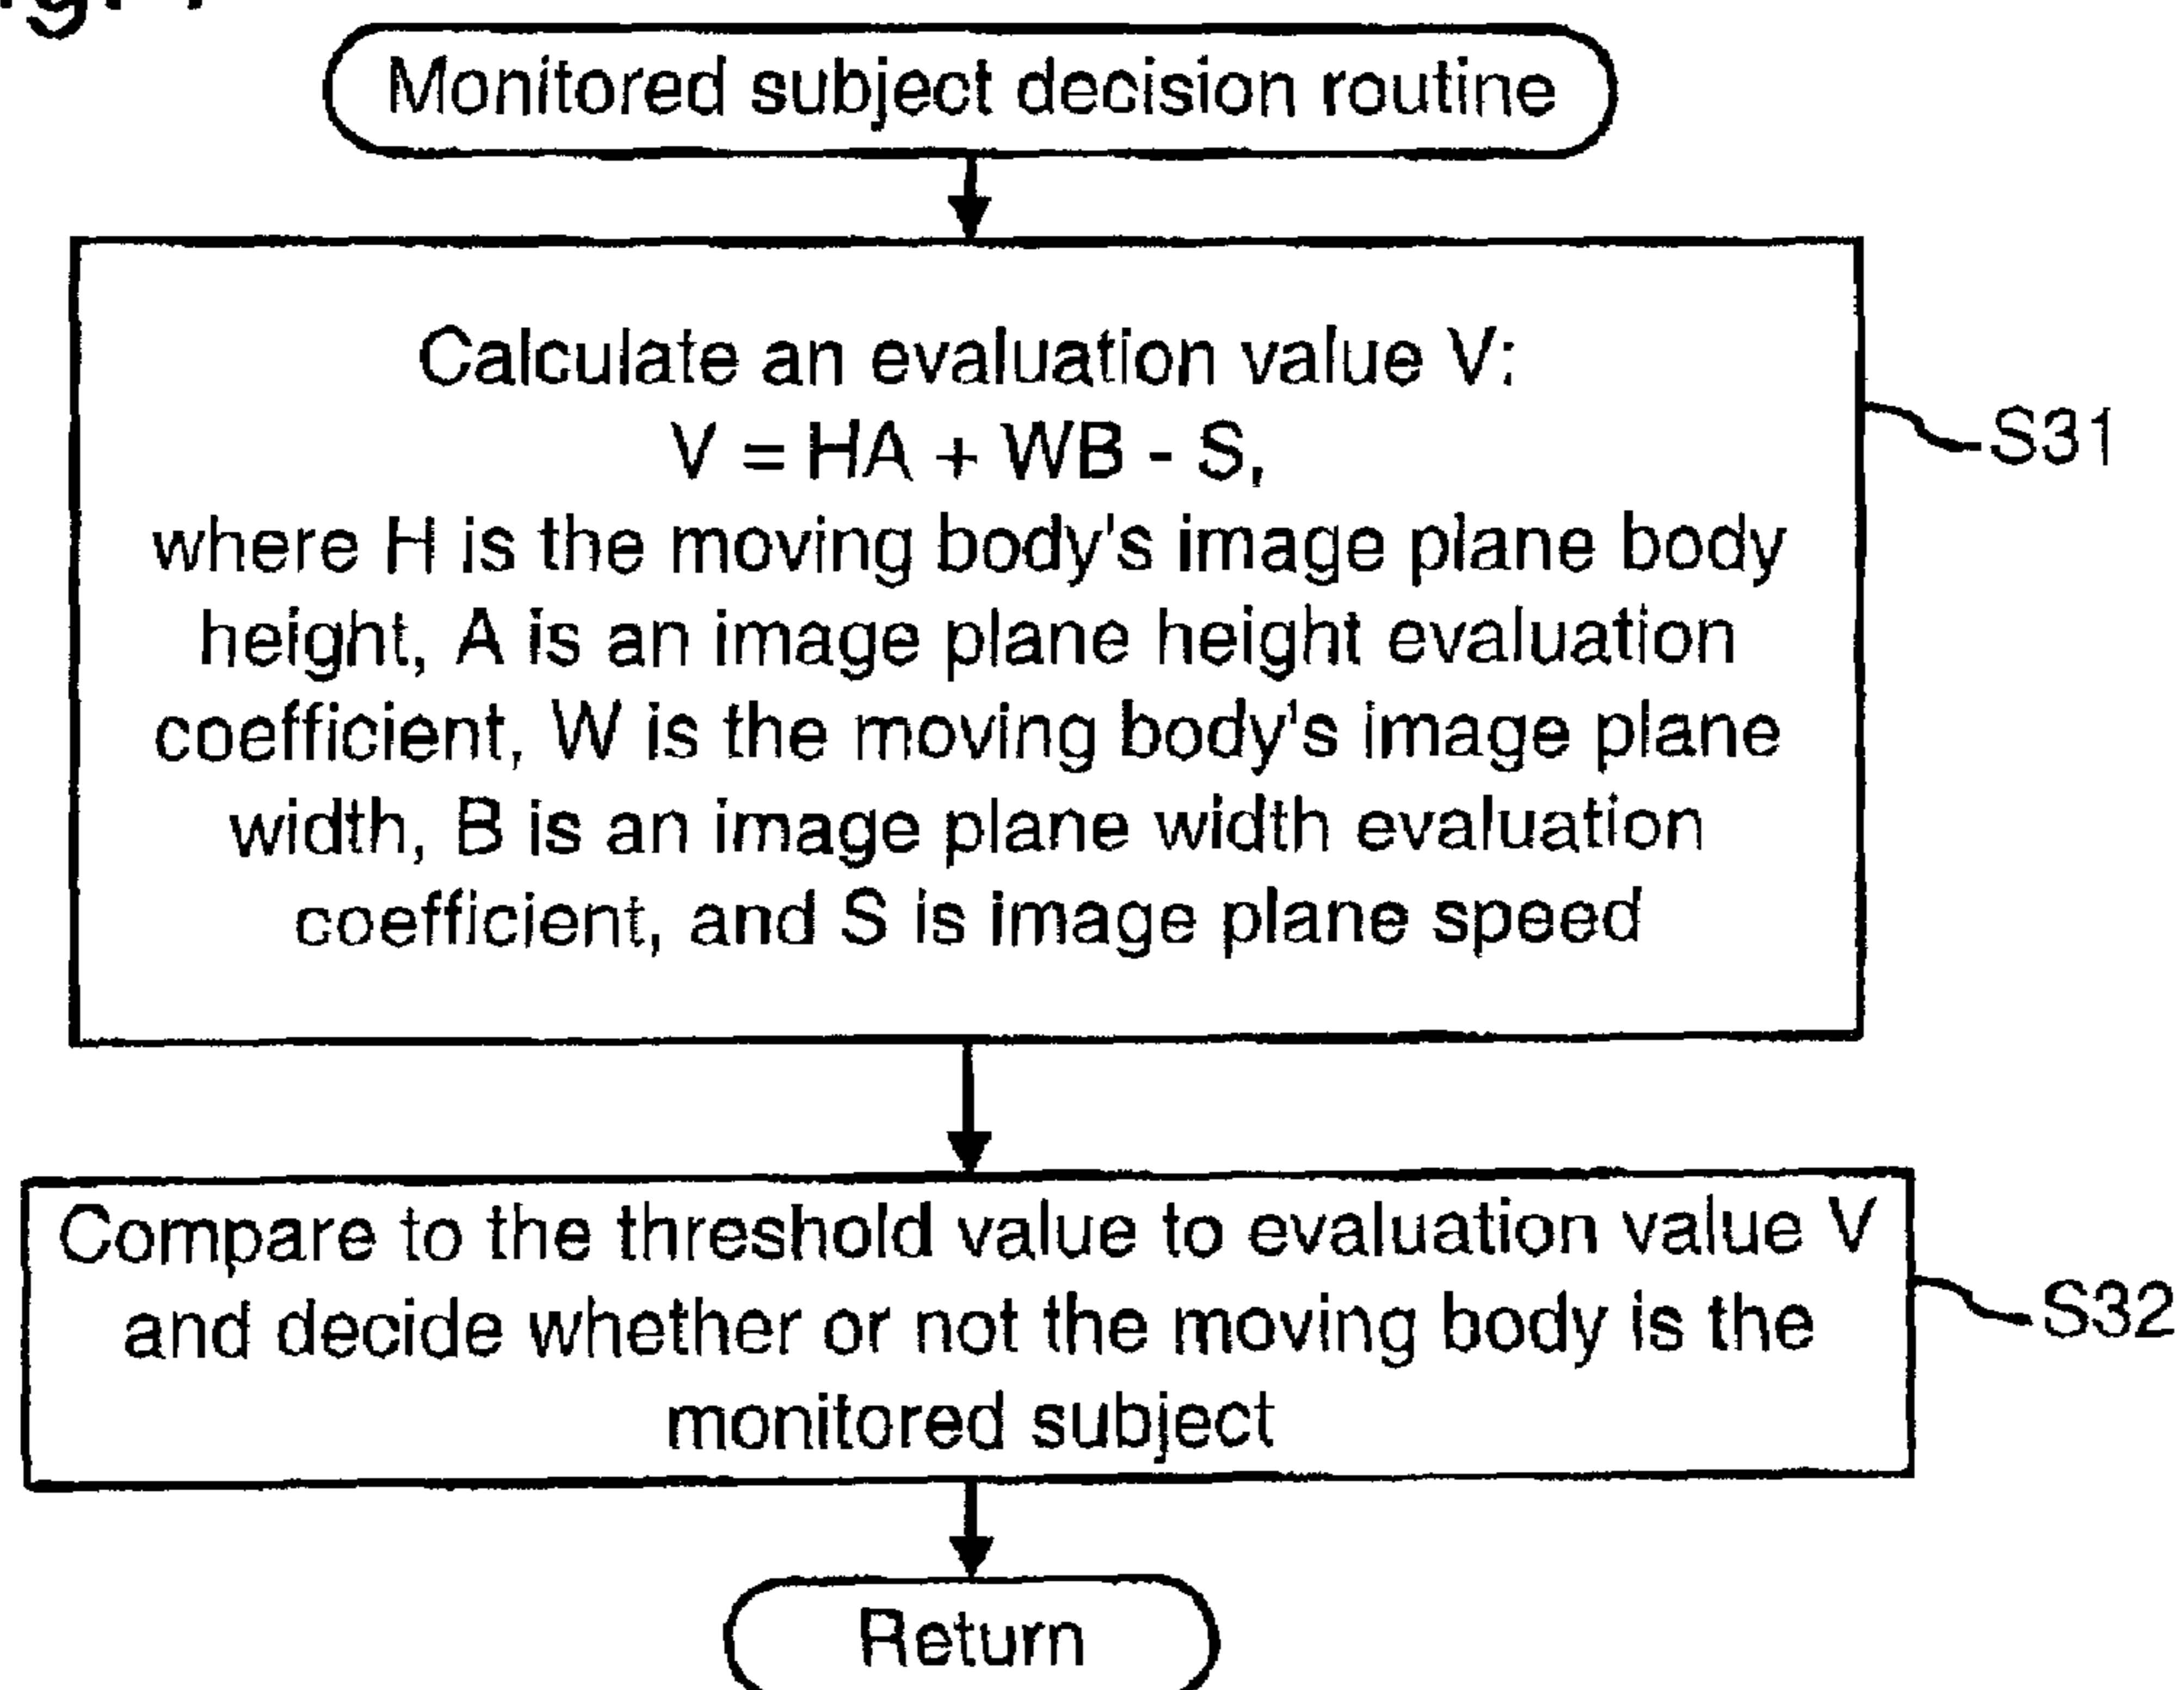 Monitored subject decision routine
Calculate an evaluation value V:
V = HA + WB - S,
where H is the moving body's image plane body
height, A is an image plane height evaluation
coefficient, W is the moving body's image plane
width, B is an image plane width evaluation
coefficient, and S is image plane speed
S31
Compare to the threshold value to evaluation value V
and decide whether or not the moving body is the
monitored subject
S32
Return